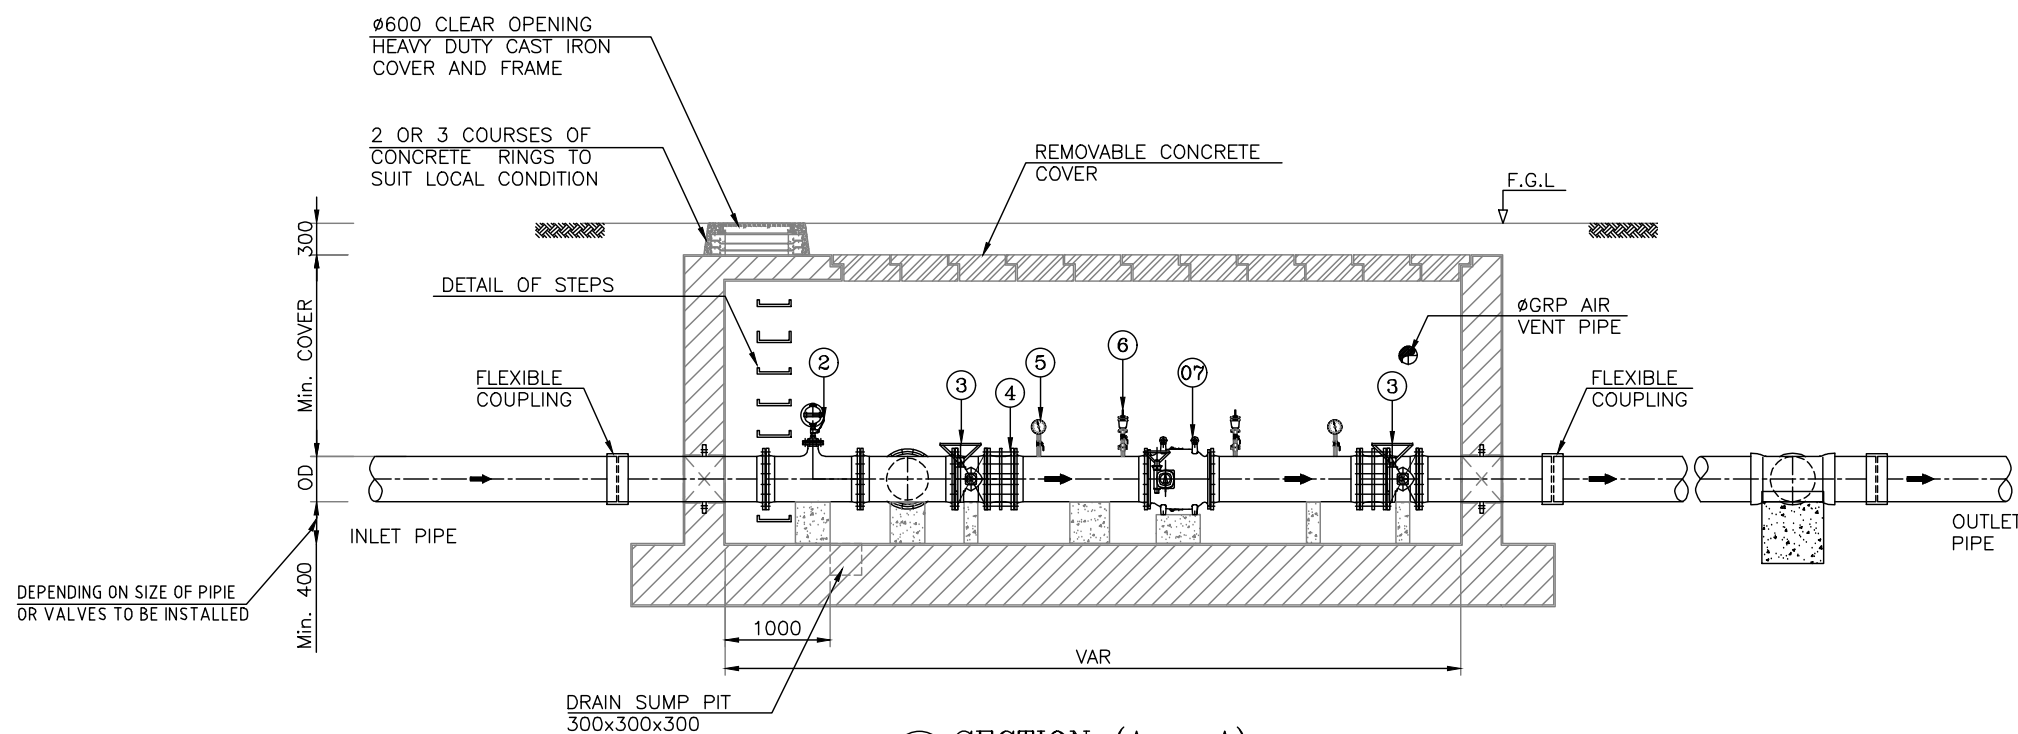 Ø600 CLEAR OPENING
HEAVY DUTY CAST IRON
COVER AND FRAME
2 OR 3 COURSES OF
CONCRETE RINGS TO
SUIT LOCAL CONDITION
REMOVABLE CONCRETE
COVER
F.G.L
300
DETAIL OF STEPS
ØGRP AIR
VENT PIPE
Min. COVER
FLEXIBLE
COUPLING
2
3
4
5
6
07
3
FLEXIBLE
COUPLING
OD
INLET PIPE
OUTLET
PIPE
DEPENDING ON SIZE OF PIPIE
OR VALVES TO BE INSTALLED
Min. 400
1000
VAR
DRAIN SUMP PIT
300x300x300
SECTION (A - A)